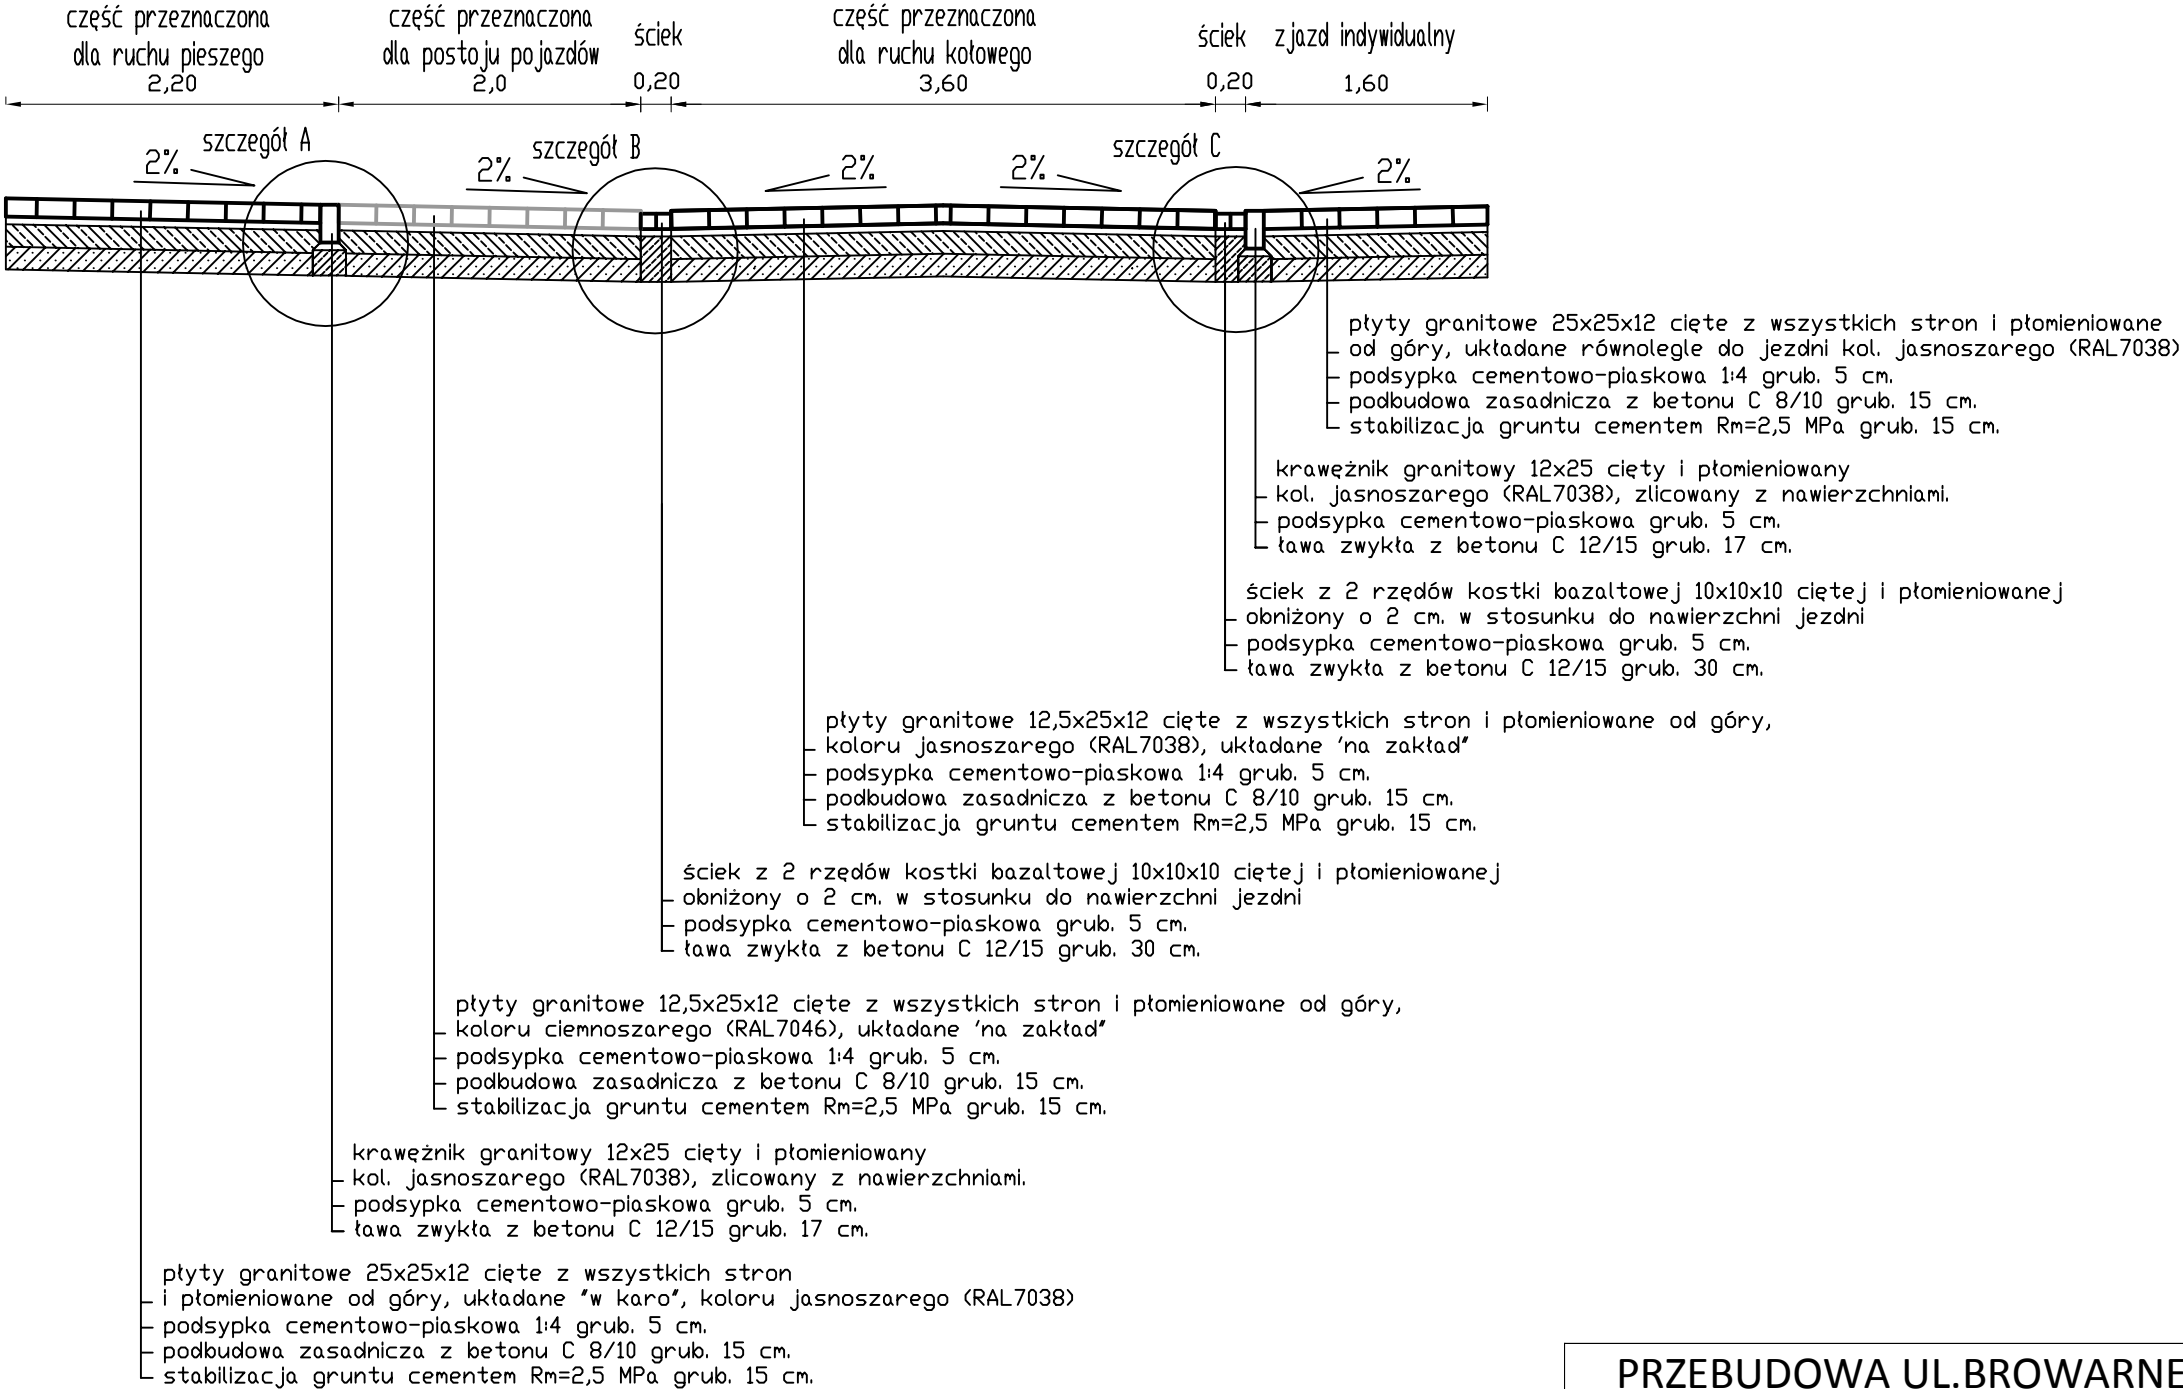 część przeznaczona
dla ruchu pieszego
2,20
część przeznaczona
dla postoju pojazdów
2,0
ściek
0,20
część przeznaczona
dla ruchu kołowego
3,60
ściek
0,20
zjazd indywidualny
1,60
szczegół A
szczegół B
szczegół C
2%
2%
2%
2%
2%
płyty granitowe 25x25x12 cięte z wszystkich stron i płomieniowane
od góry, układane równolegle do jezdni kol. jasnoszarego (RAL7038)
podsypka cementowo-piaskowa 1:4 grub. 5 cm.
podbudowa zasadnicza z betonu C 8/10 grub. 15 cm.
stabilizacja gruntu cementem Rm=2,5 MPa grub. 15 cm.
krawężnik granitowy 12x25 cięty i płomieniowany
kol. jasnoszarego (RAL7038), zlicowany z nawierzchniami.
podsypka cementowo-piaskowa grub. 5 cm.
ława zwykła z betonu C 12/15 grub. 17 cm.
ściek z 2 rzędów kostki bazaltowej 10x10x10 ciętej i płomieniowanej
obniżony o 2 cm. w stosunku do nawierzchni jezdni
podsypka cementowo-piaskowa grub. 5 cm.
ława zwykła z betonu C 12/15 grub. 30 cm.
płyty granitowe 12,5x25x12 cięte z wszystkich stron i płomieniowane od góry,
koloru jasnoszarego (RAL7038), układane 'na zakład"
podsypka cementowo-piaskowa 1:4 grub. 5 cm.
podbudowa zasadnicza z betonu C 8/10 grub. 15 cm.
stabilizacja gruntu cementem Rm=2,5 MPa grub. 15 cm.
ściek z 2 rzędów kostki bazaltowej 10x10x10 ciętej i płomieniowanej
obniżony o 2 cm. w stosunku do nawierzchni jezdni
podsypka cementowo-piaskowa grub. 5 cm.
ława zwykła z betonu C 12/15 grub. 30 cm.
płyty granitowe 12,5x25x12 cięte z wszystkich stron i płomieniowane od góry,
koloru ciemnoszarego (RAL7046), układane 'na zakład"
podsypka cementowo-piaskowa 1:4 grub. 5 cm.
podbudowa zasadnicza z betonu C 8/10 grub. 15 cm.
stabilizacja gruntu cementem Rm=2,5 MPa grub. 15 cm.
krawężnik granitowy 12x25 cięty i płomieniowany
kol. jasnoszarego (RAL7038), zlicowany z nawierzchniami.
podsypka cementowo-piaskowa grub. 5 cm.
ława zwykła z betonu C 12/15 grub. 17 cm.
płyty granitowe 25x25x12 cięte z wszystkich stron
i płomieniowane od góry, układane "w karo", koloru jasnoszarego (RAL7038)
podsypka cementowo-piaskowa 1:4 grub. 5 cm.
podbudowa zasadnicza z betonu C 8/10 grub. 15 cm.
stabilizacja gruntu cementem Rm=2,5 MPa grub. 15 cm.
PRZEBUDOWA UL.BROWARNE